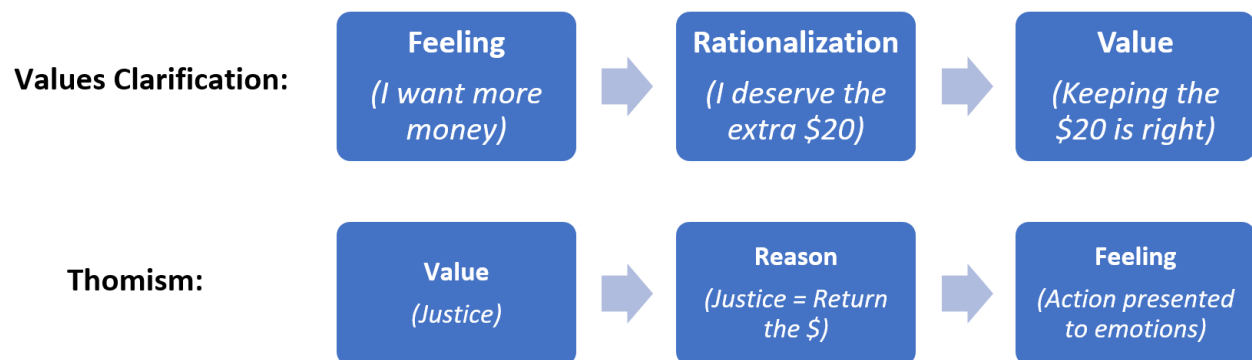 Values Clarification:
Feeling
(I want more
money)
Rationalization
(I deserve the
extra $20)
Value
(Keeping the
$20 is right)
Thomism:
Value
(Justice)
Reason
(Justice = Return
the $)
Feeling
(Action presented
to emotions)